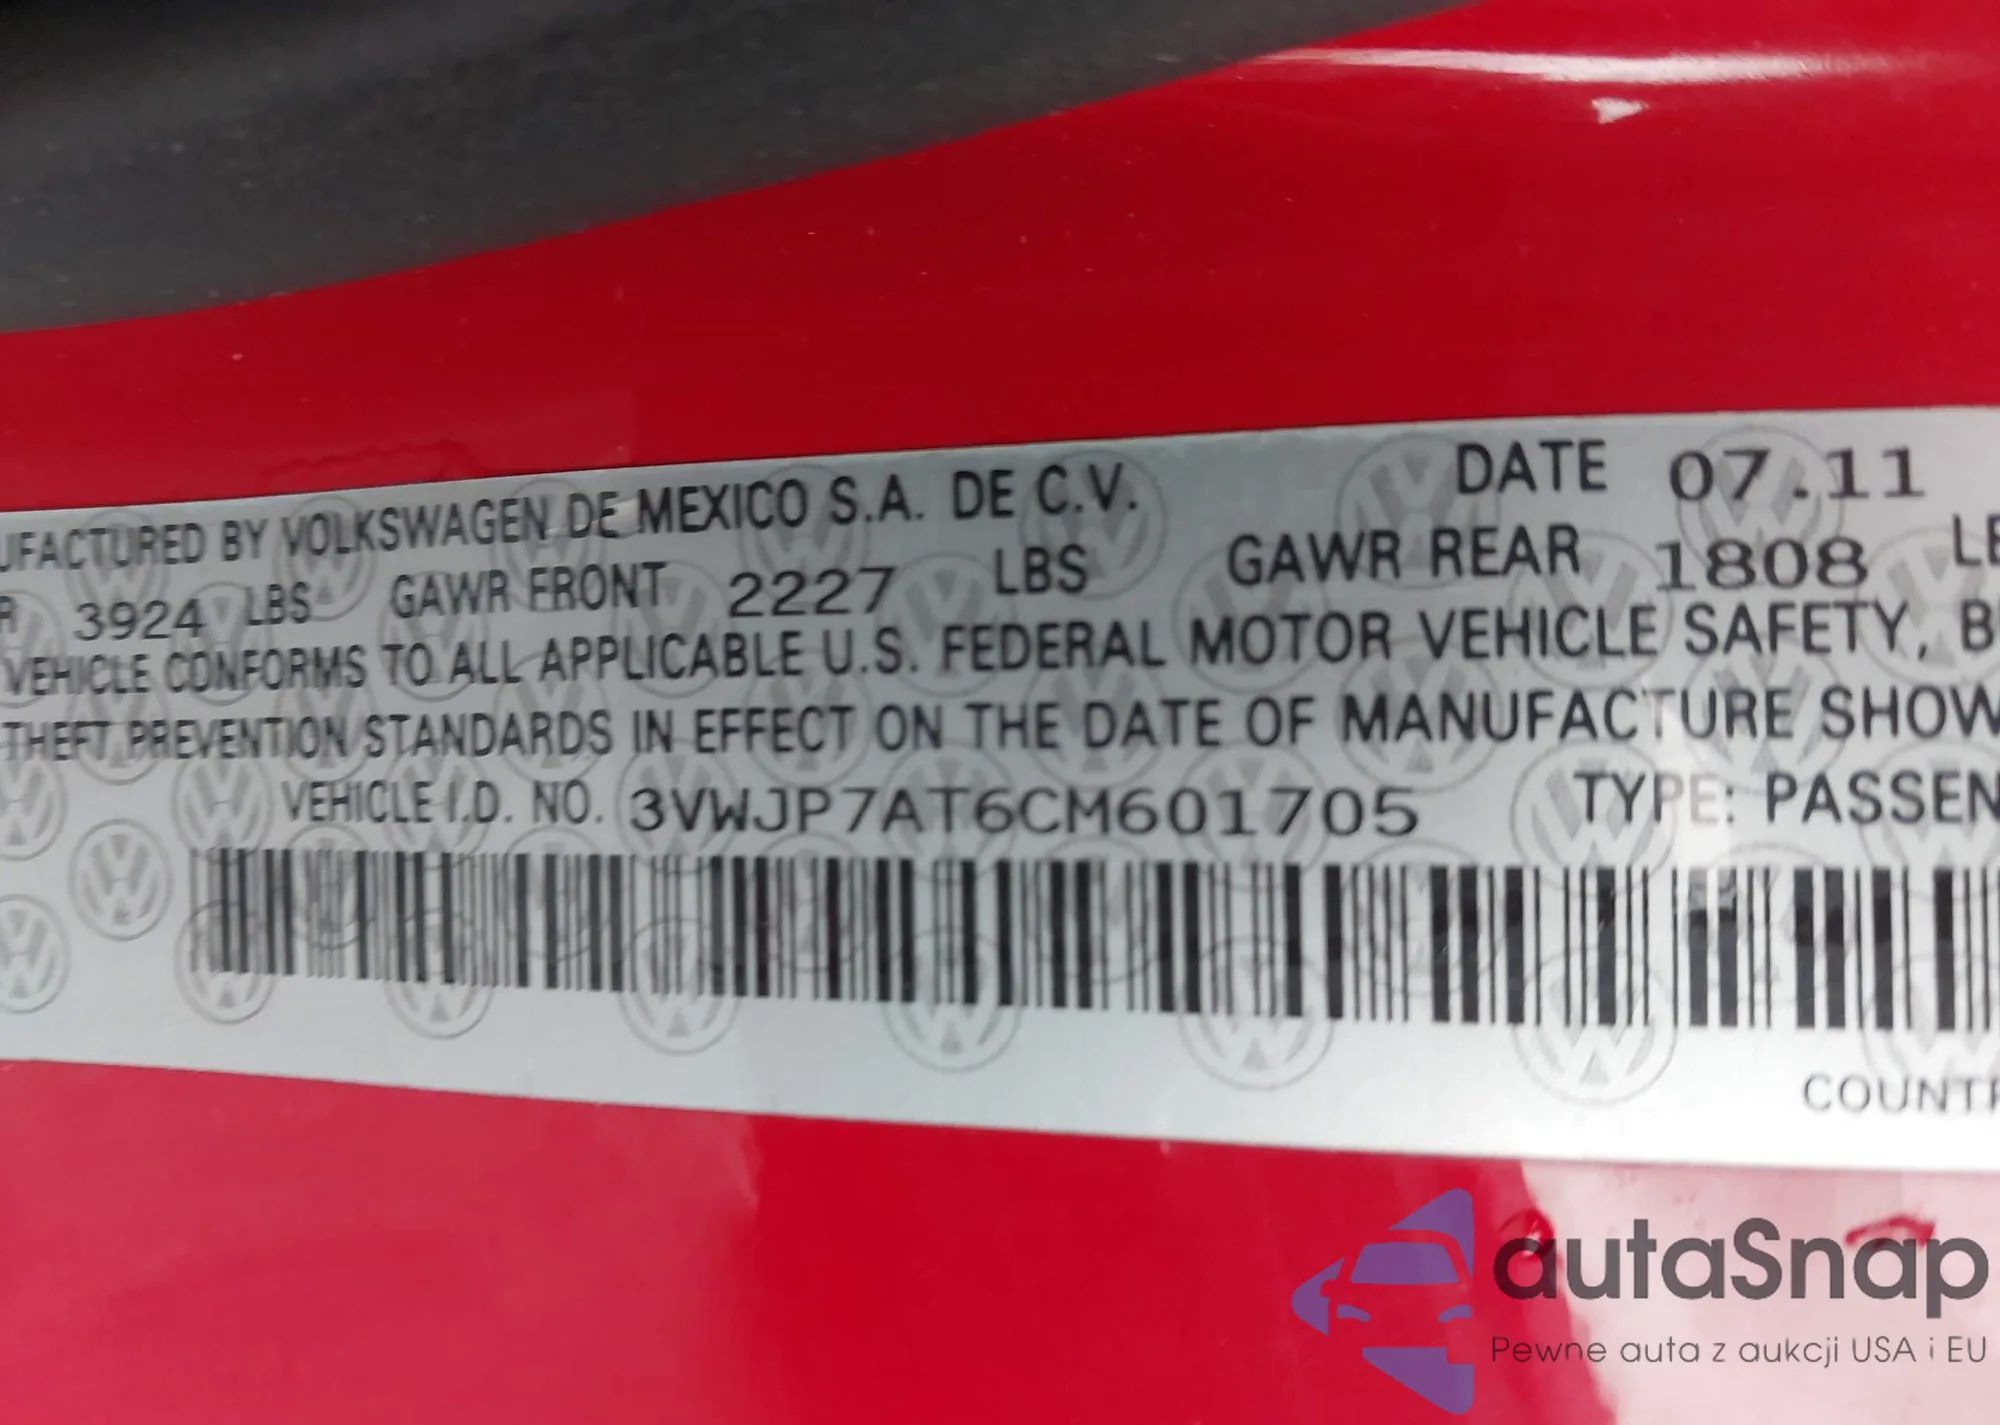 UFACTURED BY VOLKSWAGEN DE MEXICO S.A. DE C.V. DATE 07.11
R 3924 LBS GAWR FRONT 2227 LBS GAWR REAR 1808 LB
VEHICLE CONFORMS TO ALL APPLICABLE U.S. FEDERAL MOTOR VEHICLE SAFETY, B
THEFT PREVENTION STANDARDS IN EFFECT ON THE DATE OF MANUFACTURE SHOW
VEHICLE I.D. NO. 3VWJP7AT6CM601705 TYPE: PASSEN
COUNTR
autaSnap
Pewne auta z aukcji USA i EU